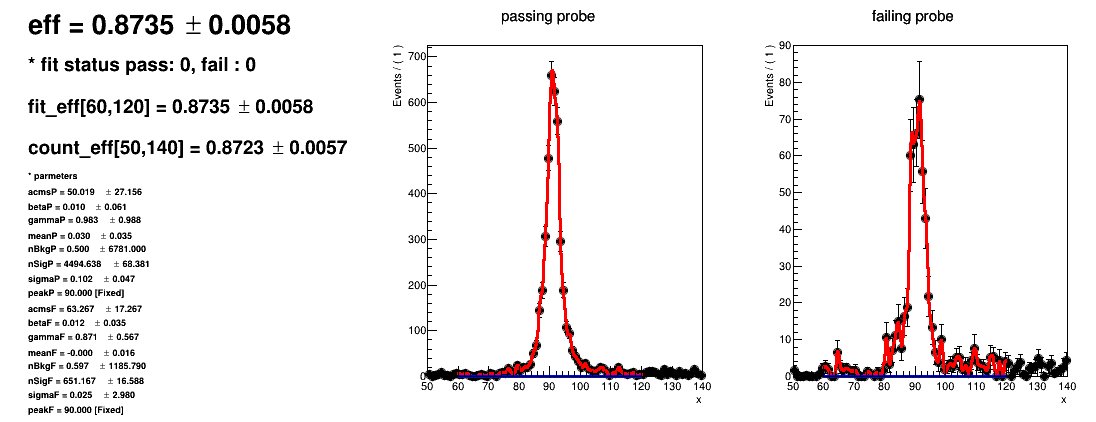 eff = 0.8735 ± 0.0058
* fit status pass: 0, fail : 0
fit_eff[60,120] = 0.8735 ± 0.0058
count_eff[50,140] = 0.8723 ± 0.0057
* parmeters
acmsP = 50.019 ± 27.156
betaP = 0.010 ± 0.061
gammaP = 0.983 ± 0.988
meanP = 0.030 ± 0.035
nBkgP = 0.500 ± 6781.000
nSigP = 4494.638 ± 68.381
sigmaP = 0.102 ± 0.047
peakP = 90.000 [Fixed]
acmsF = 63.267 ± 17.267
betaF = 0.012 ± 0.035
gammaF = 0.871 ± 0.567
meanF = -0.000 ± 0.016
nBkgF = 0.597 ± 1185.790
nSigF = 651.167 ± 16.588
sigmaF = 0.025 ± 2.980
peakF = 90.000 [Fixed]
passing probe
Events / ( 1 )
700
600
500
400
300
200
100
0
50 60 70 80 90 100 110 120 130 140
x
failing probe
Events / ( 1 )
90
80
70
60
50
40
30
20
10
0
50 60 70 80 90 100 110 120 130 140
x